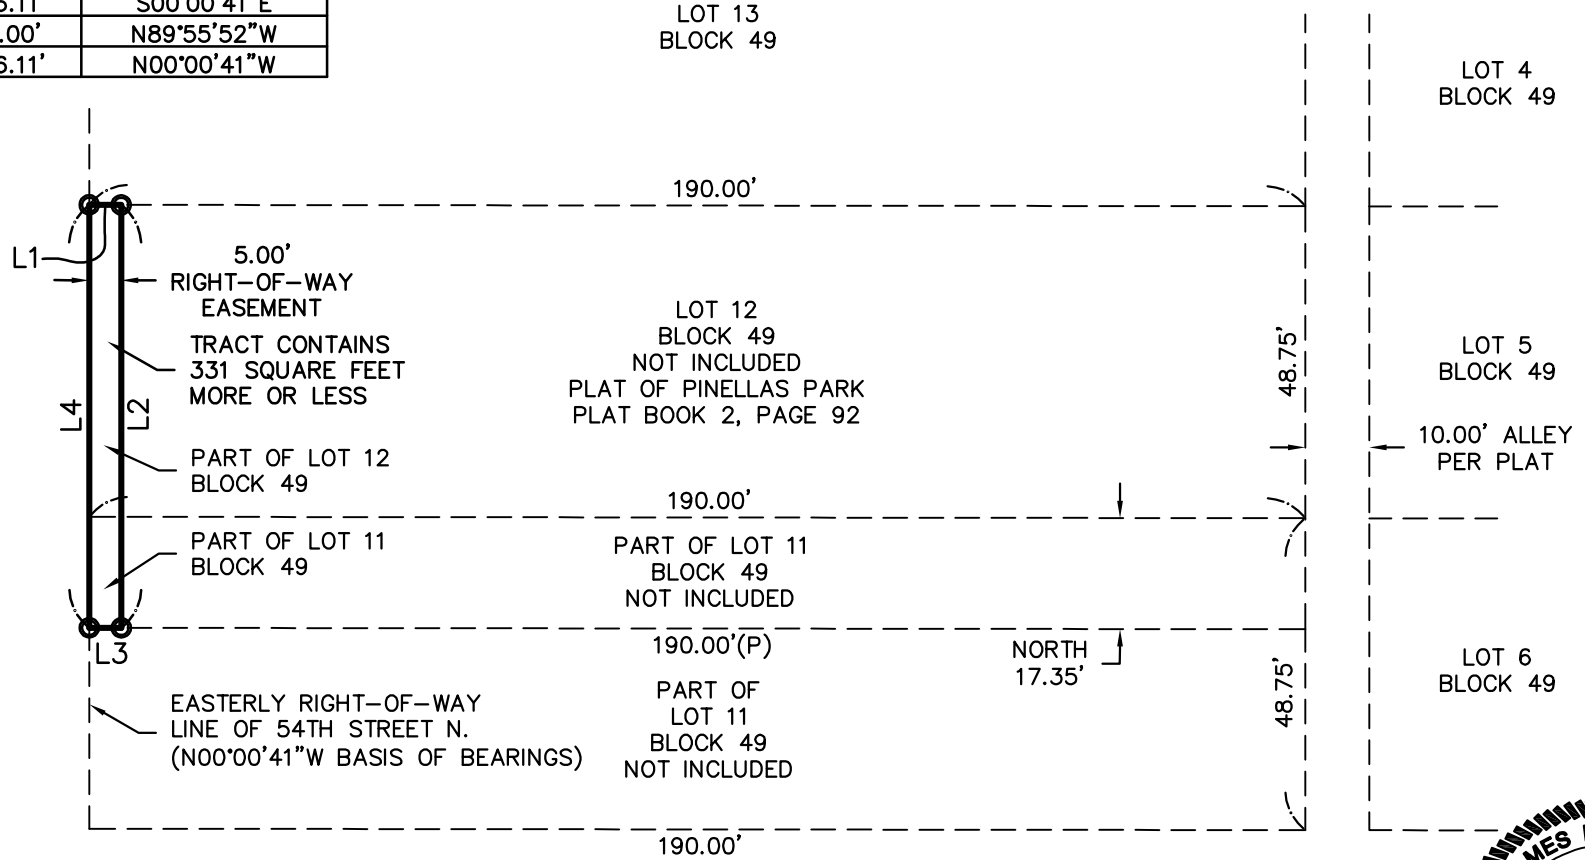 S00°00'41"E
.00' N89°55'52"W
6.11' N00°00'41"W
LOT 13
BLOCK 49
LOT 4
BLOCK 49
190.00'
L1
5.00'
RIGHT-OF-WAY
EASEMENT
TRACT CONTAINS
331 SQUARE FEET
MORE OR LESS
L4
L2
PART OF LOT 12
BLOCK 49
PART OF LOT 11
BLOCK 49
L3
LOT 12
BLOCK 49
NOT INCLUDED
PLAT OF PINELLAS PARK
PLAT BOOK 2, PAGE 92
48.75'
LOT 5
BLOCK 49
10.00' ALLEY
PER PLAT
190.00'
PART OF LOT 11
BLOCK 49
NOT INCLUDED
190.00'(P)
NORTH
17.35'
48.75'
LOT 6
BLOCK 49
EASTERLY RIGHT-OF-WAY
LINE OF 54TH STREET N.
(N00°00'41"W BASIS OF BEARINGS)
PART OF
LOT 11
BLOCK 49
NOT INCLUDED
190.00'